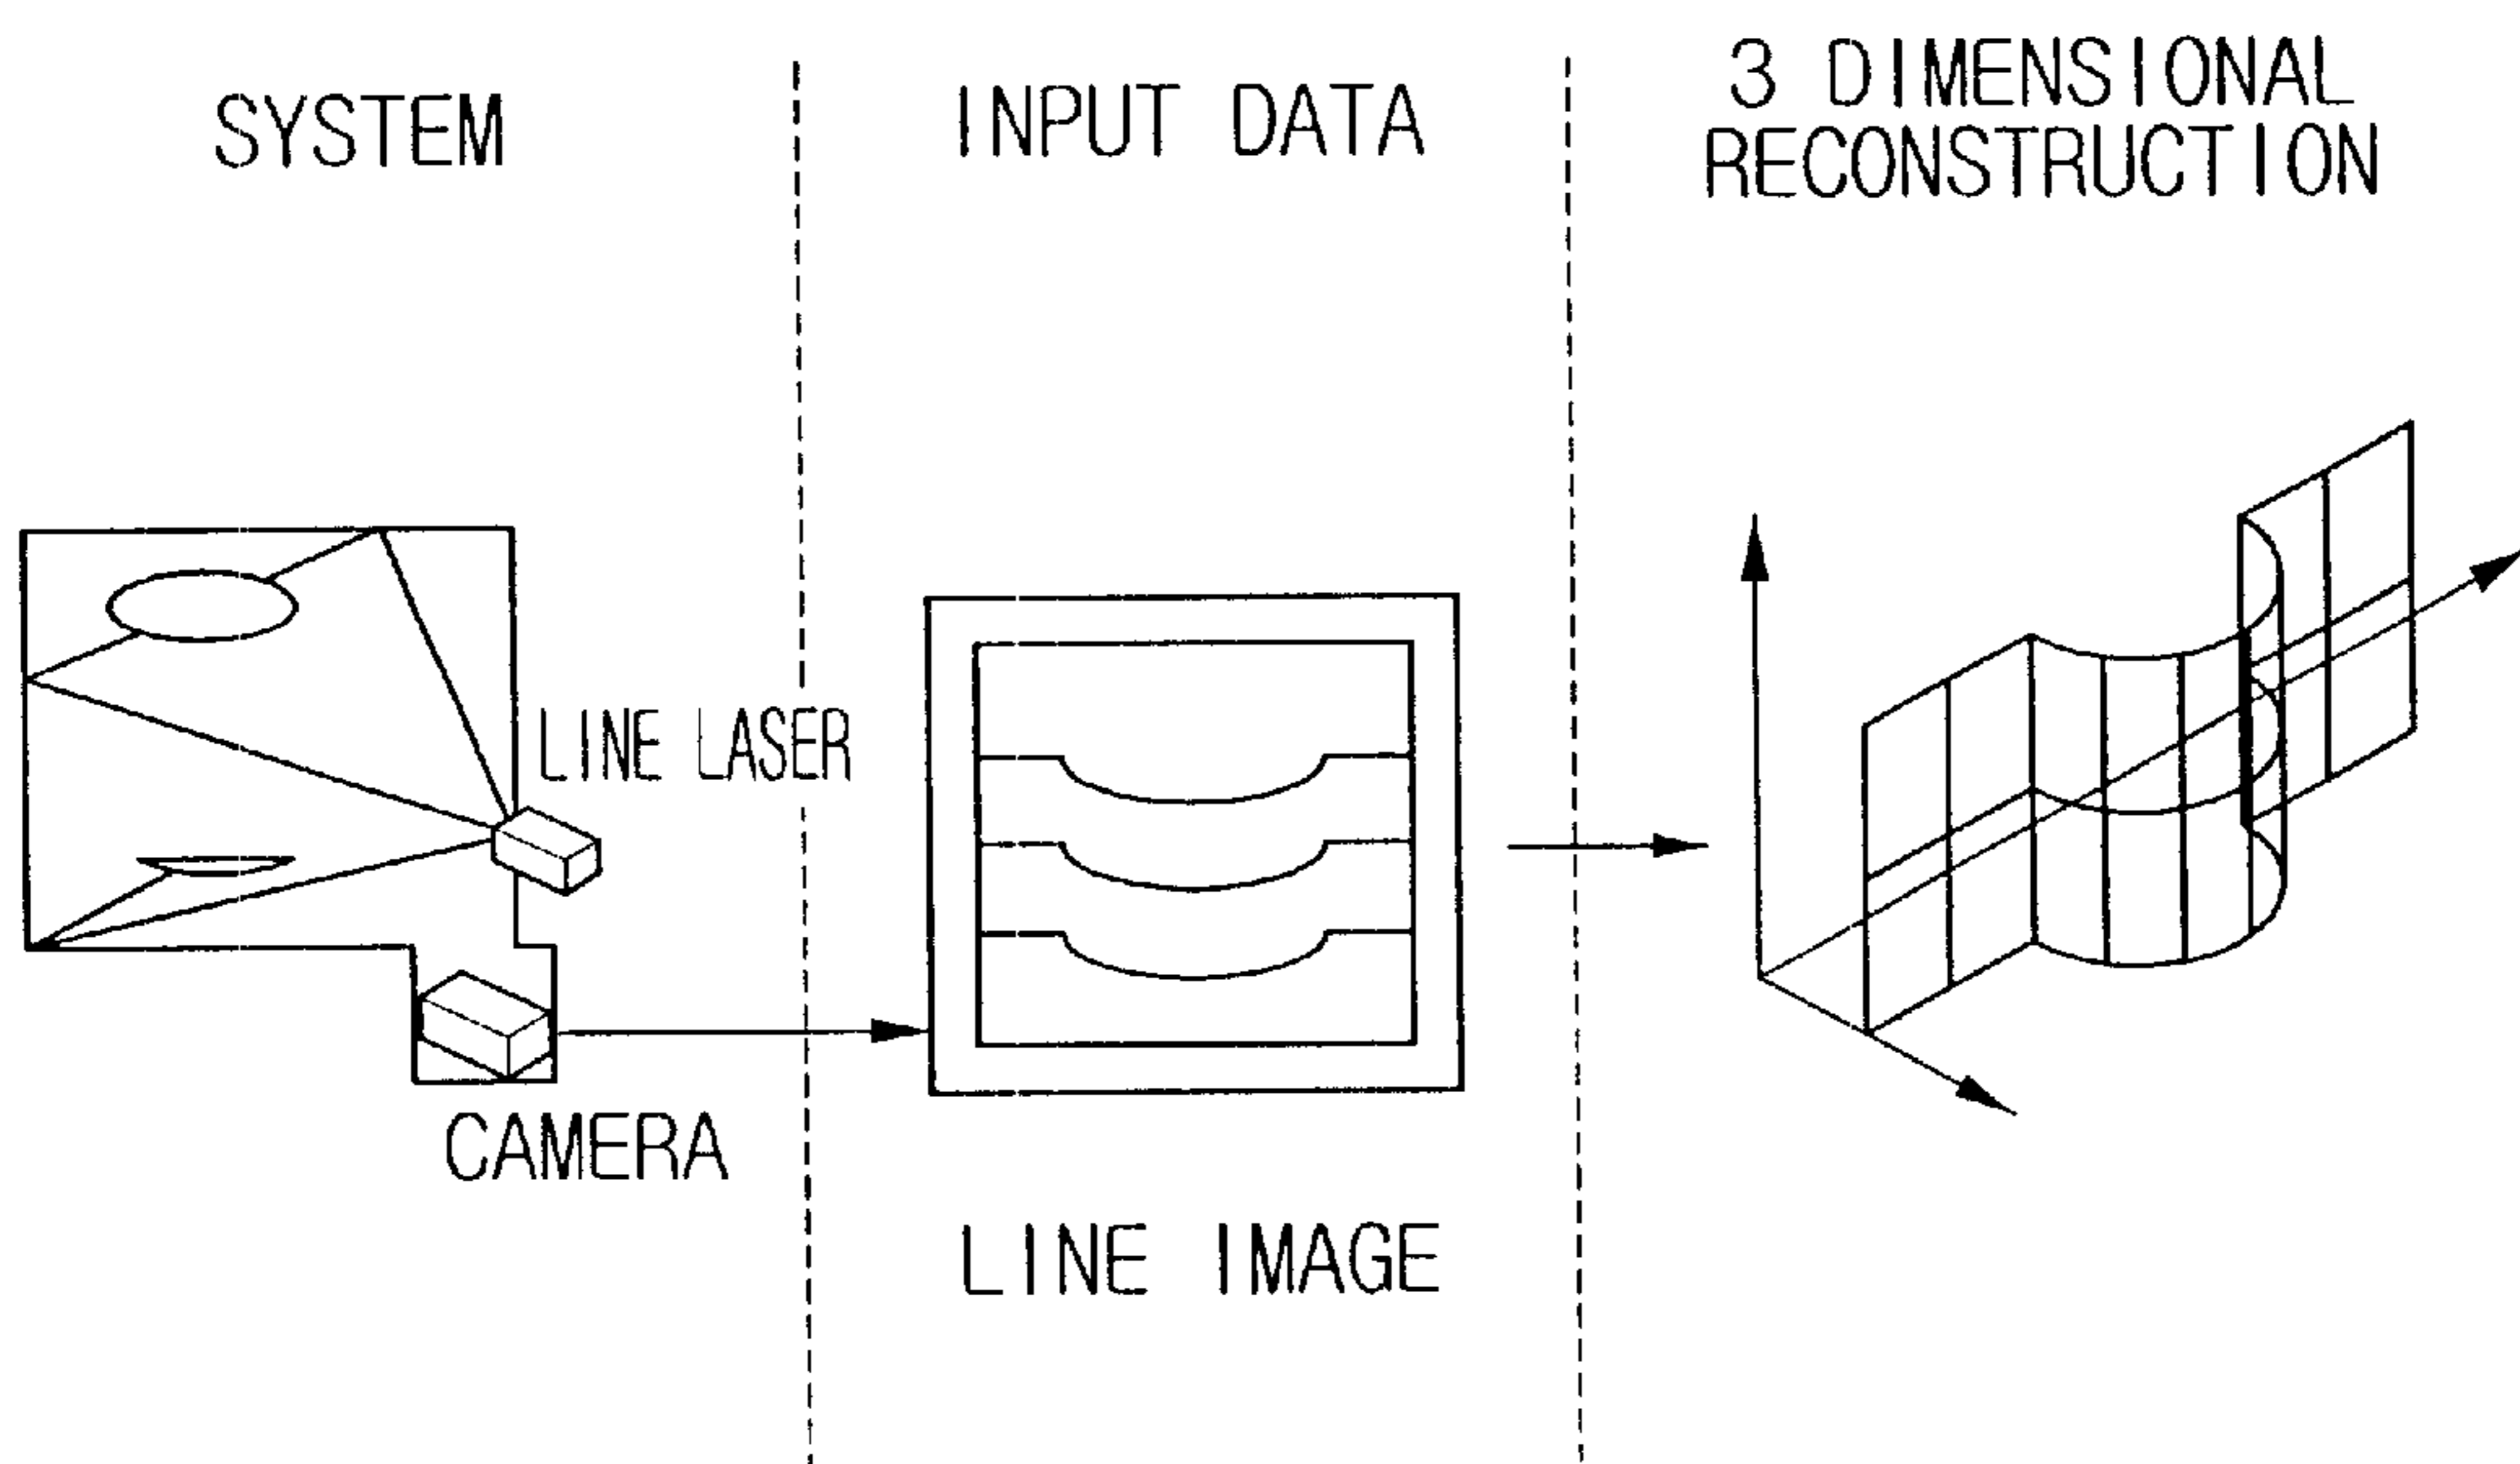 SYSTEM
INPUT DATA
3 DIMENSIONAL
RECONSTRUCTION
LINE LASER
CAMERA
LINE IMAGE